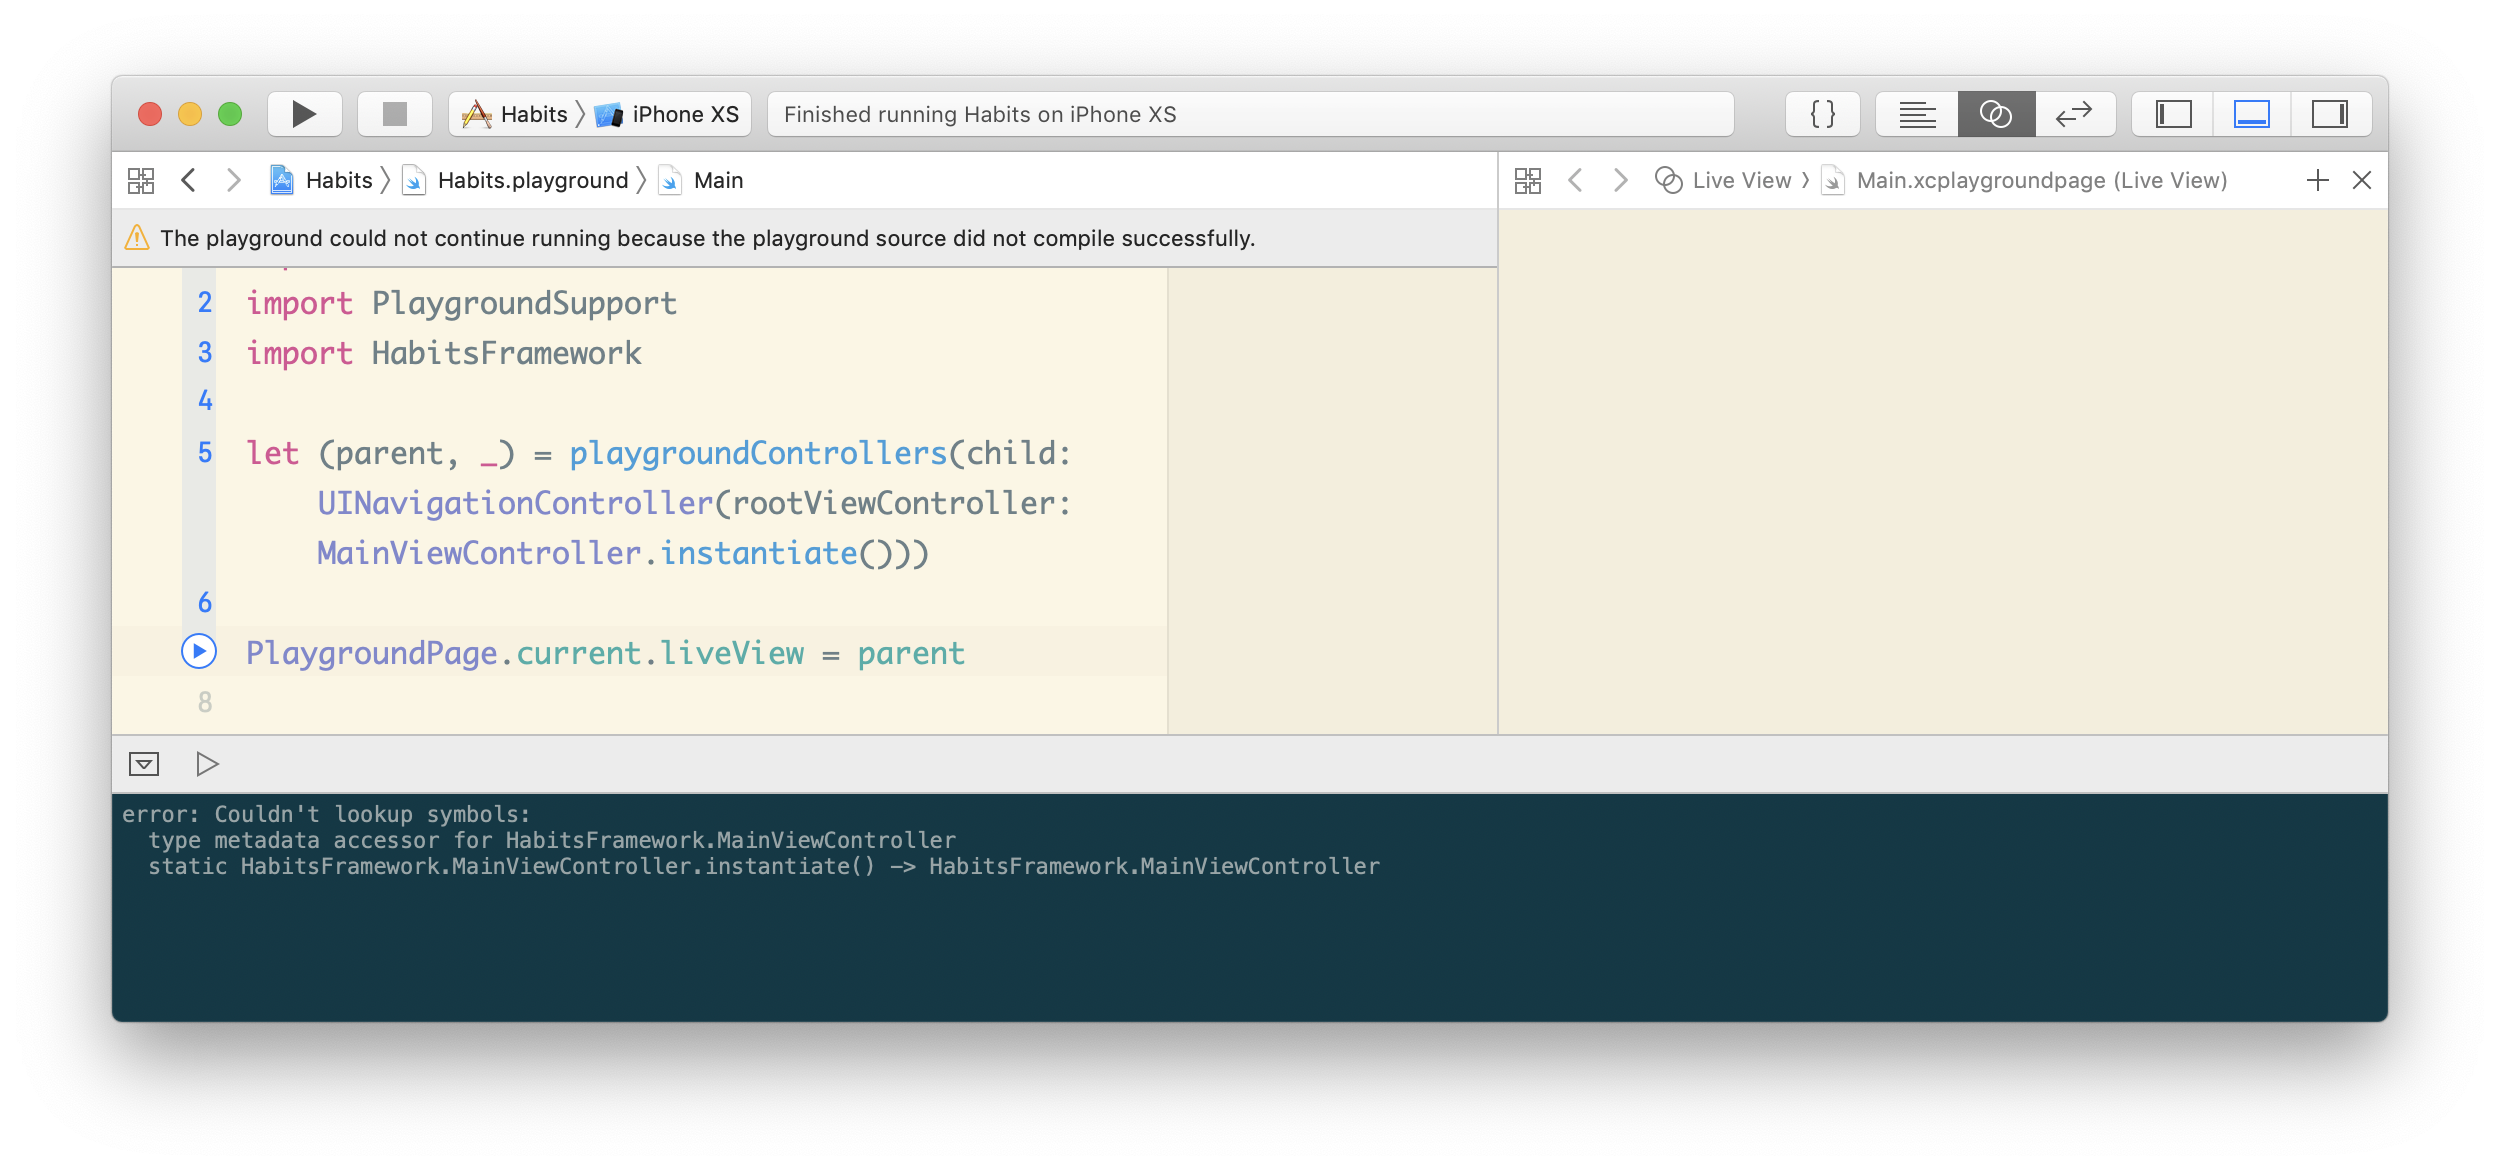 Habits 〉 iPhone XS
Finished running Habits on iPhone XS
{ }
Habits 〉 Habits.playground 〉 Main
Live View 〉 Main.xcplaygroundpage (Live View)
The playground could not continue running because the playground source did not compile successfully.
2 import PlaygroundSupport
3 import HabitsFramework
4
5 let (parent, _) = playgroundControllers(child:
UINavigationController(rootViewController:
MainViewController.instantiate()))
6
PlaygroundPage.current.liveView = parent
8
error: Couldn't lookup symbols:
type metadata accessor for HabitsFramework.MainViewController
static HabitsFramework.MainViewController.instantiate() -> HabitsFramework.MainViewController